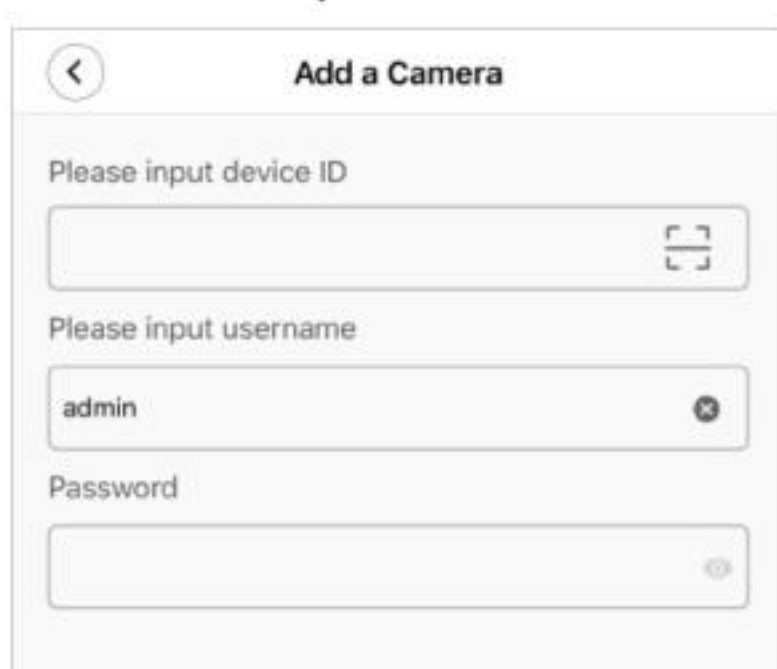 Add a Camera
Please input device ID
Please input username
admin
Password